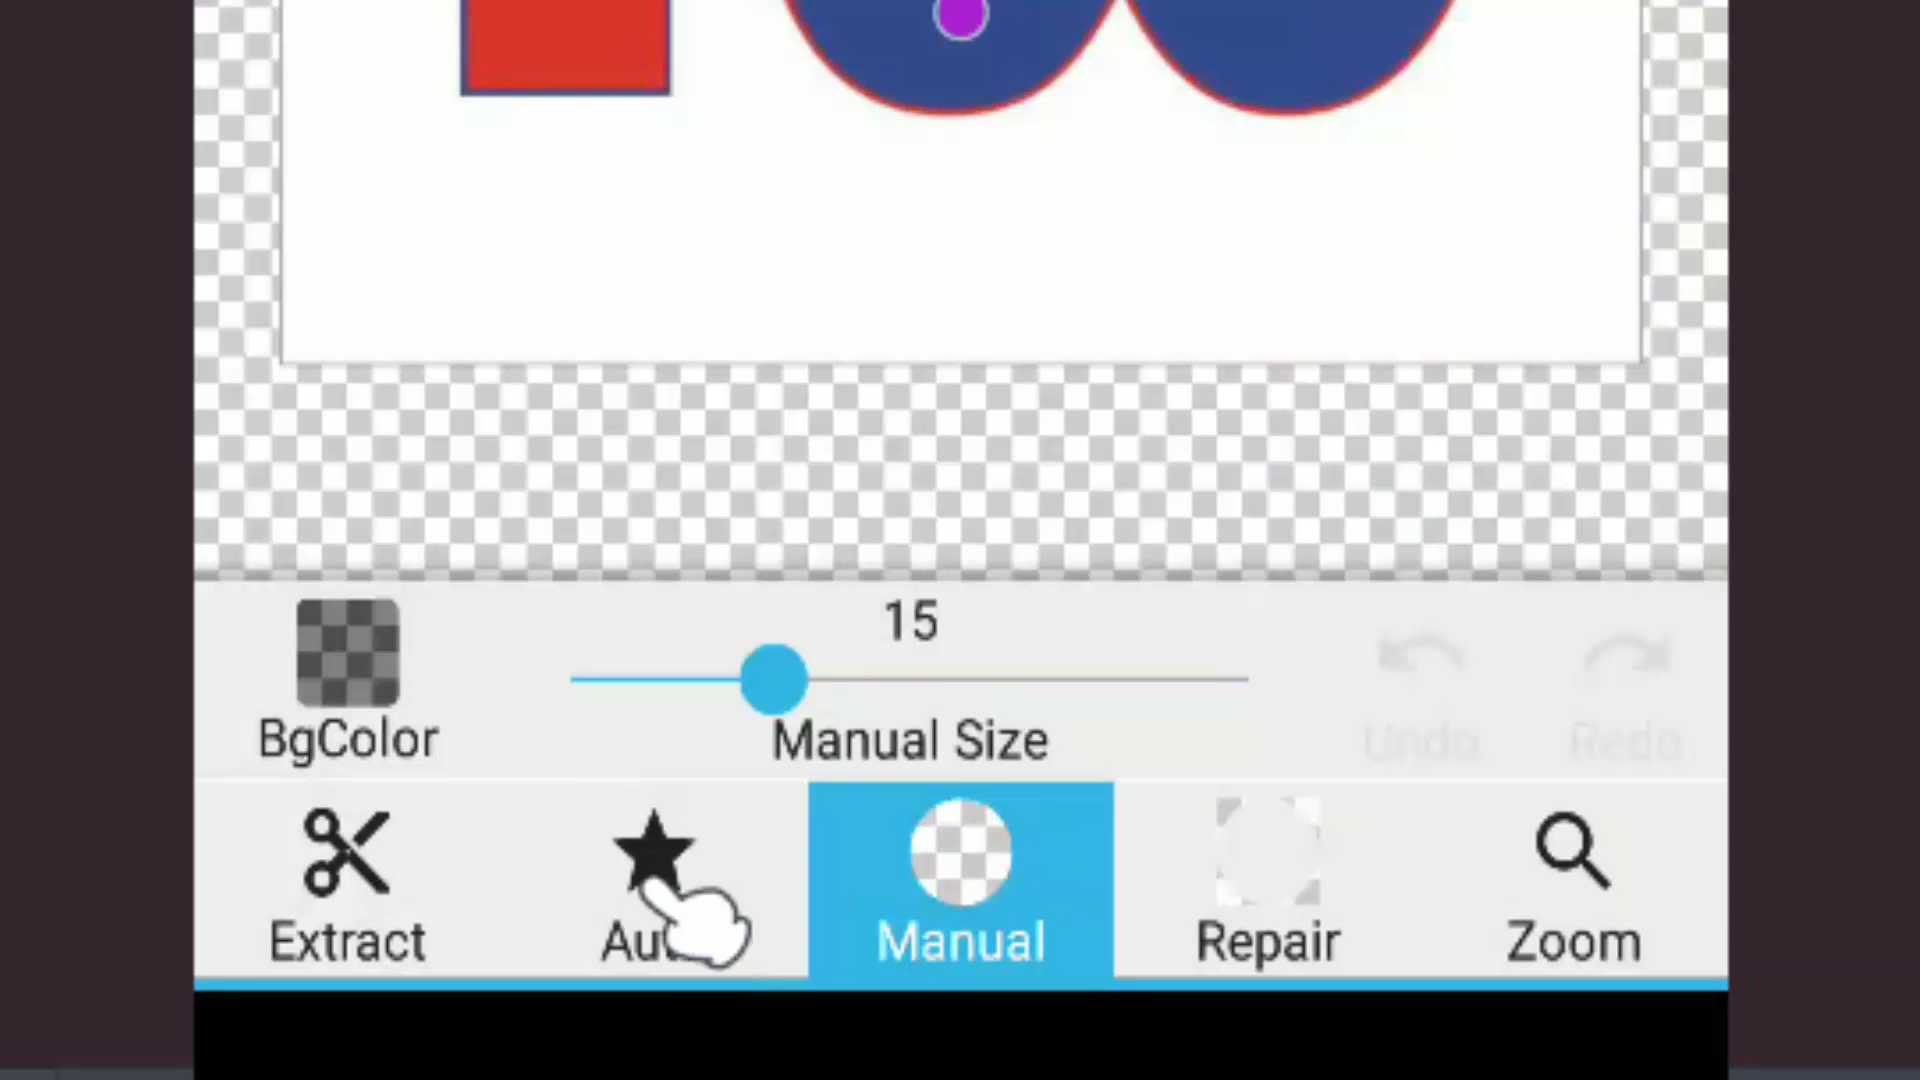 15
BgColor
Manual Size
Undo
Redo
Extract
Manual
Repair
Zoom